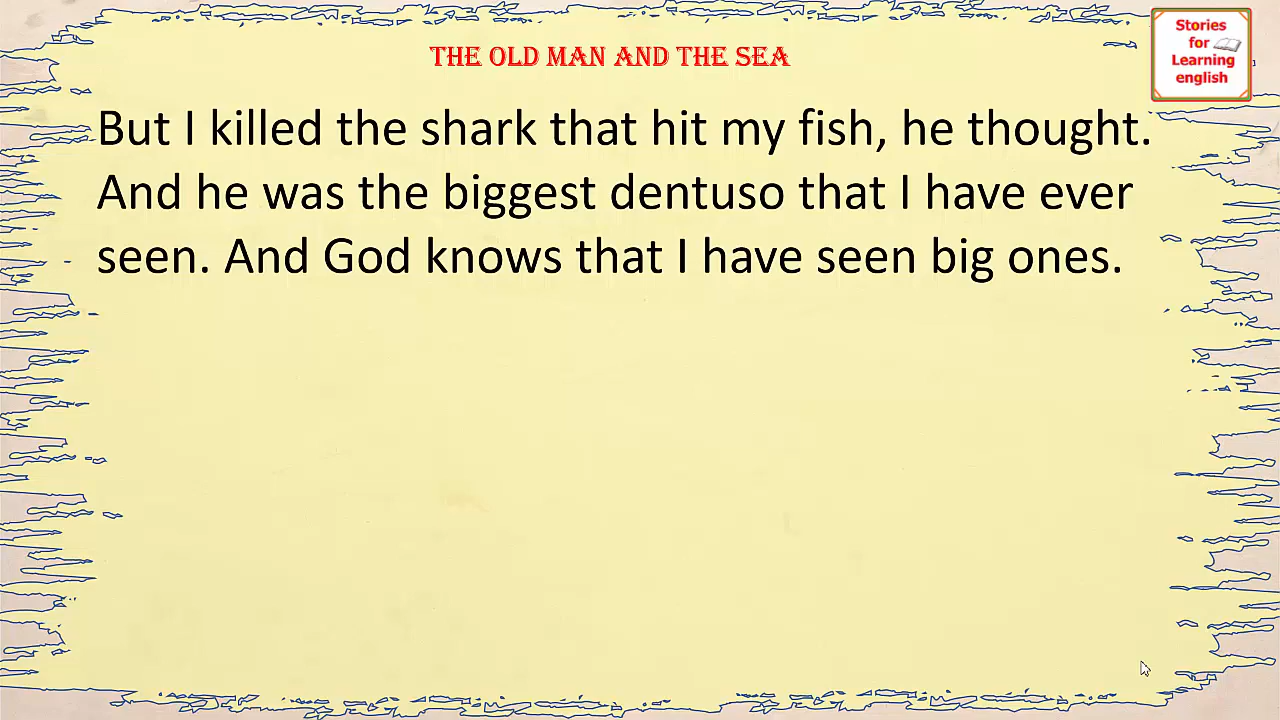 THE OLD MAN AND THE SEA
Stories
for
Learning
english
But I killed the shark that hit my fish, he thought.
And he was the biggest dentuso that I have ever
seen. And God knows that I have seen big ones.